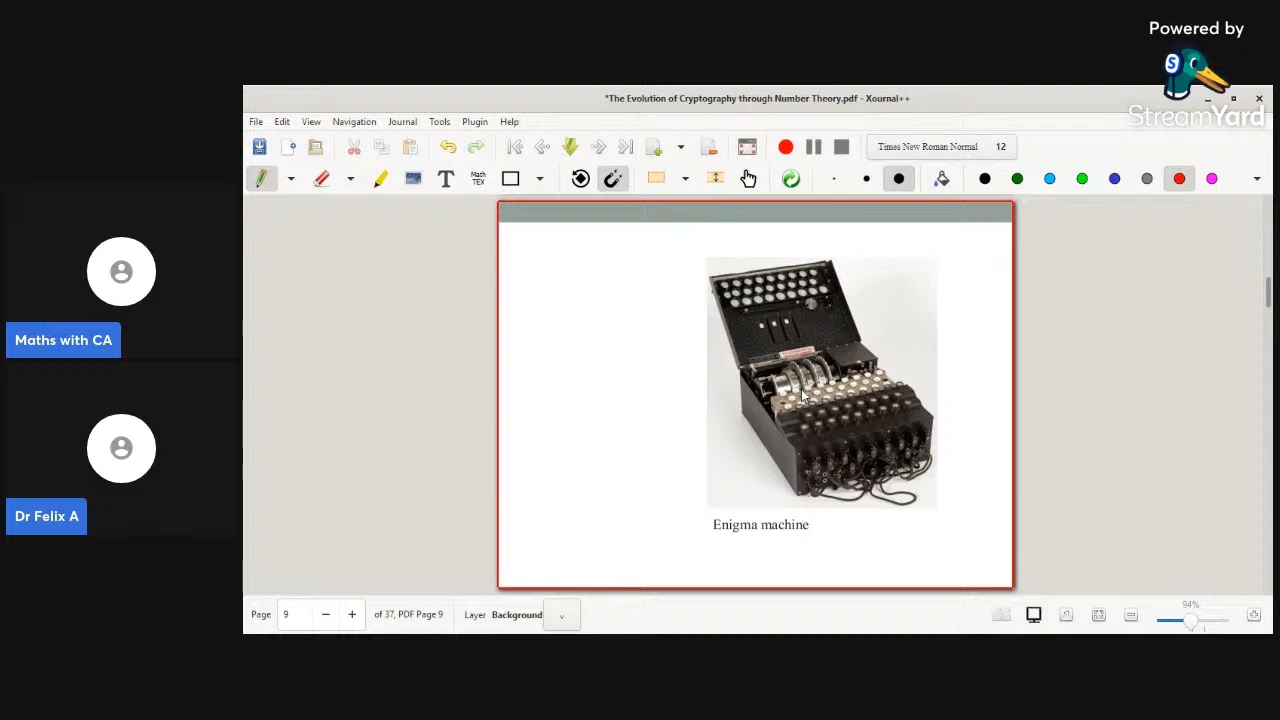 Powered by
S
StreamYard
*The Evolution of Cryptography through Number Theory.pdf - Xournal++
File Edit View Navigation Journal Tools Plugin Help
Times New Roman Normal 12
T
Math
TEX
Maths with CA
Dr Felix A
Enigma machine
Page 9 of 37, PDF Page 9 Layer Background
94%